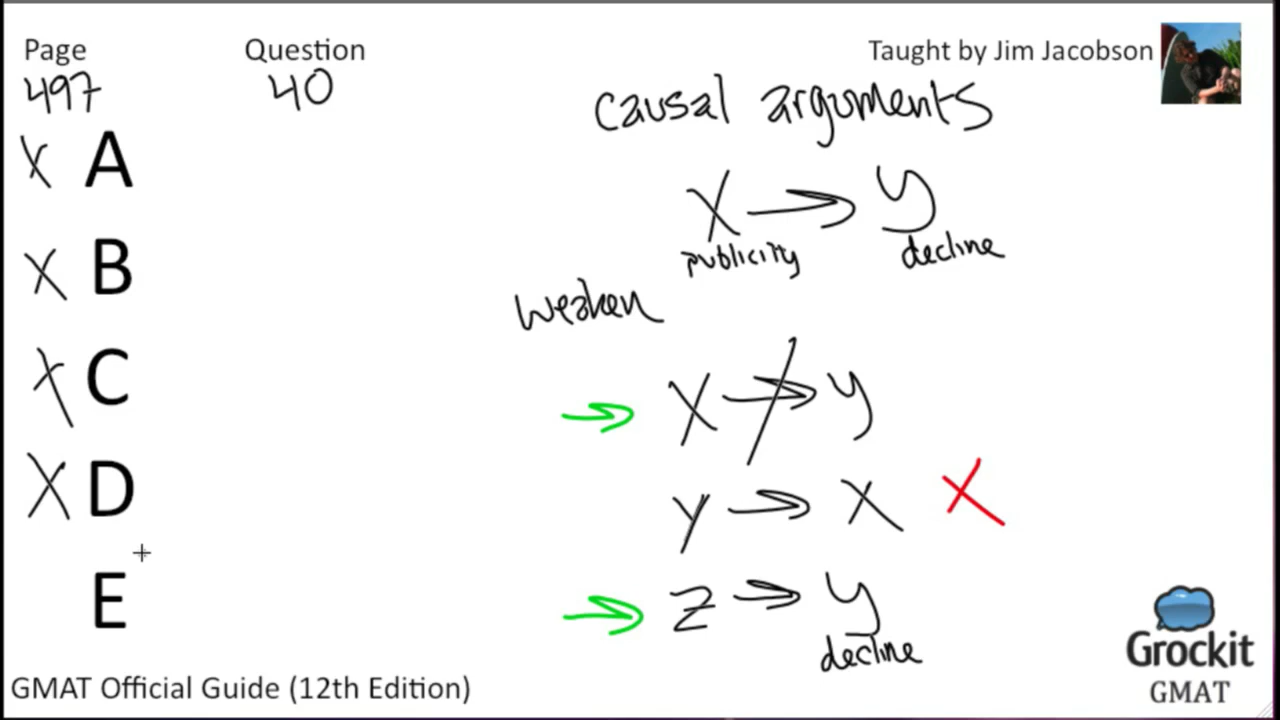 Page Question Taught by Jim Jacobson
497 40
causal arguments
X A
X → y
publicity decline
X B
weaken
X C
→ X → y
X D
y → X X
E
→ Z → y
decline
Grockit
GMAT
GMAT Official Guide (12th Edition)